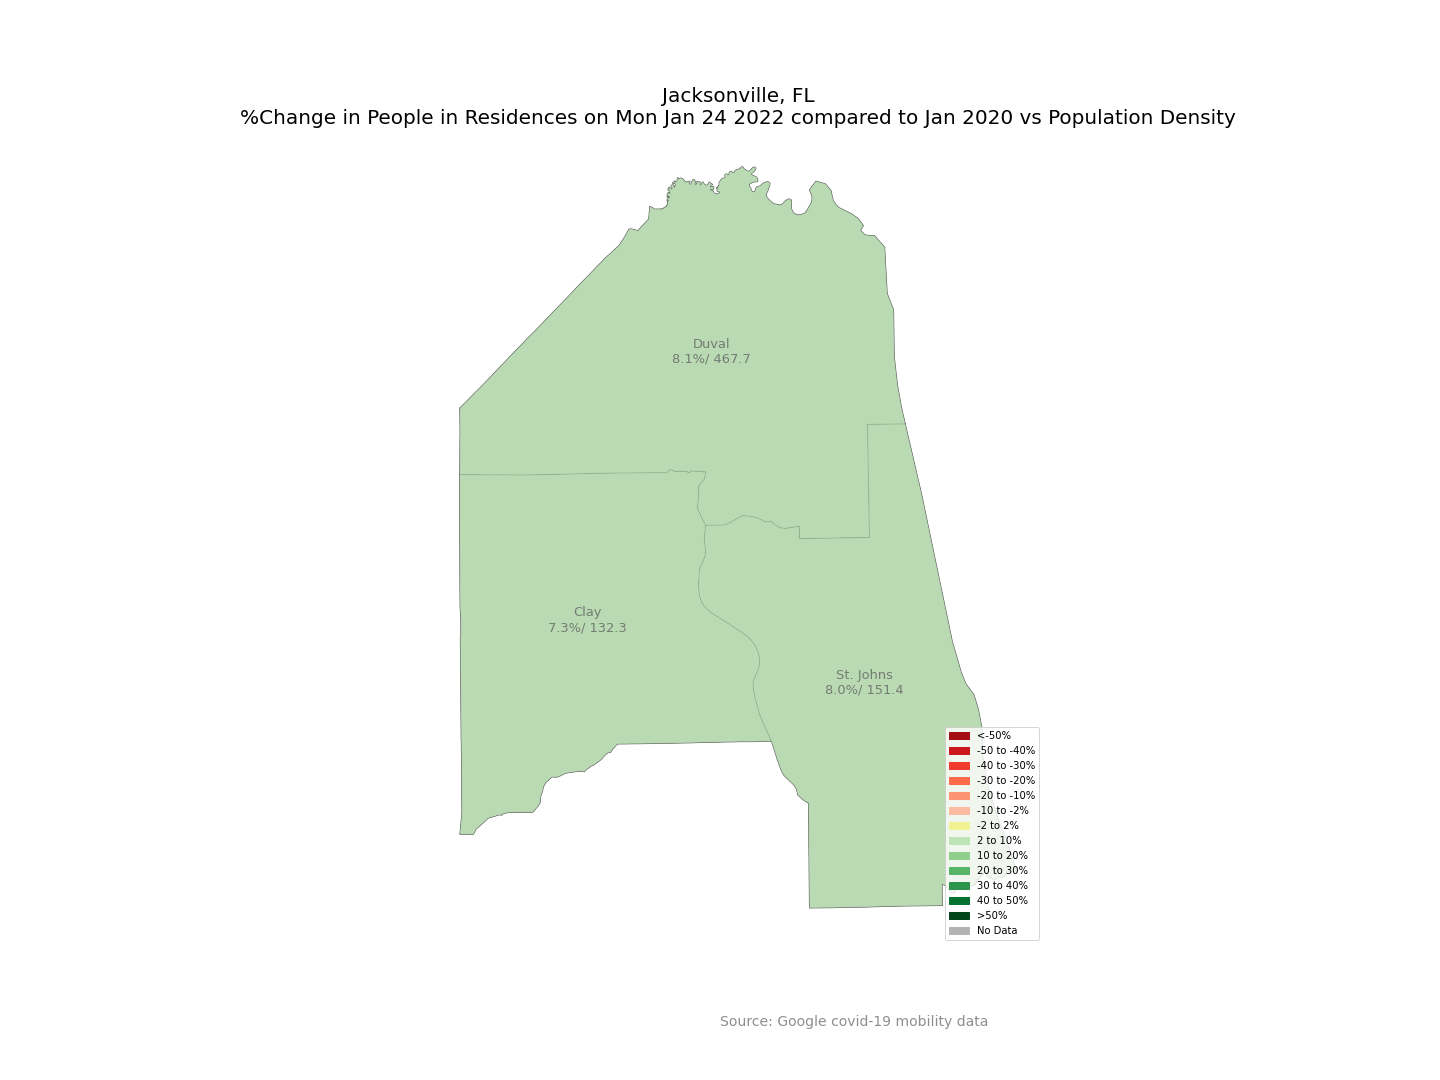 Jacksonville, FL
%Change in People in Residences on Mon Jan 24 2022 compared to Jan 2020 vs Population Density
Duval
8.1%/ 467.7
Clay
7.3%/ 132.3
St. Johns
8.0%/ 151.4
<-50%
-50 to -40%
-40 to -30%
-30 to -20%
-20 to -10%
-10 to -2%
-2 to 2%
2 to 10%
10 to 20%
20 to 30%
30 to 40%
40 to 50%
>50%
No Data
Source: Google covid-19 mobility data